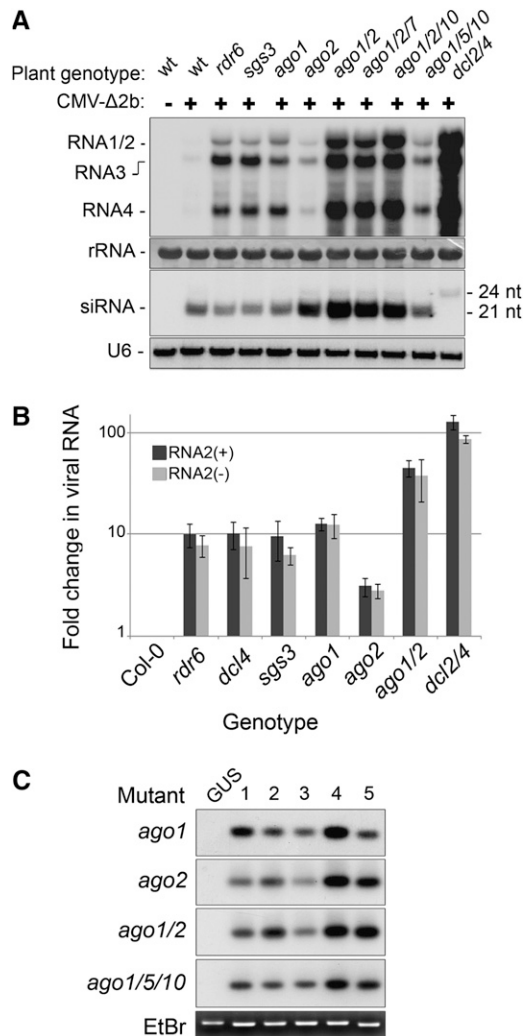 A
Plant genotype: wt wt rdr6 sgs3 ago1 ago2 ago1/2 ago1/2/7 ago1/2/10 ago1/5/10 dcl2/4
CMV-Δ2b: - + + + + + + + + + +
RNA1/2 -
RNA3
RNA4 -
rRNA -
siRNA - - 24 nt
- 21 nt
U6 -
B
Fold change in viral RNA
100
10
1
RNA2(+)
RNA2(-)
Col-0 rdr6 dcl4 sgs3 ago1 ago2 ago1/2 dcl2/4
Genotype
C
Mutant GUS 1 2 3 4 5
ago1
ago2
ago1/2
ago1/5/10
EtBr